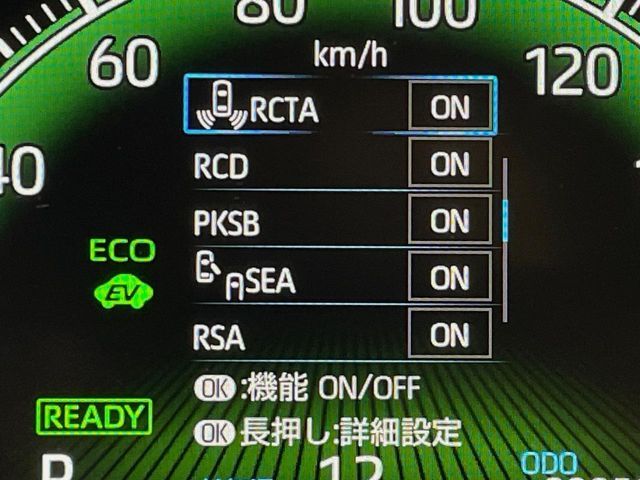 80 100
km/h
60 120
RCTA ON
40
RCD ON
PKSB ON
ECO
EV
SEA ON
RSA ON
OK:機能 ON/OFF
READY
OK長押し:詳細設定
P 12 ODO